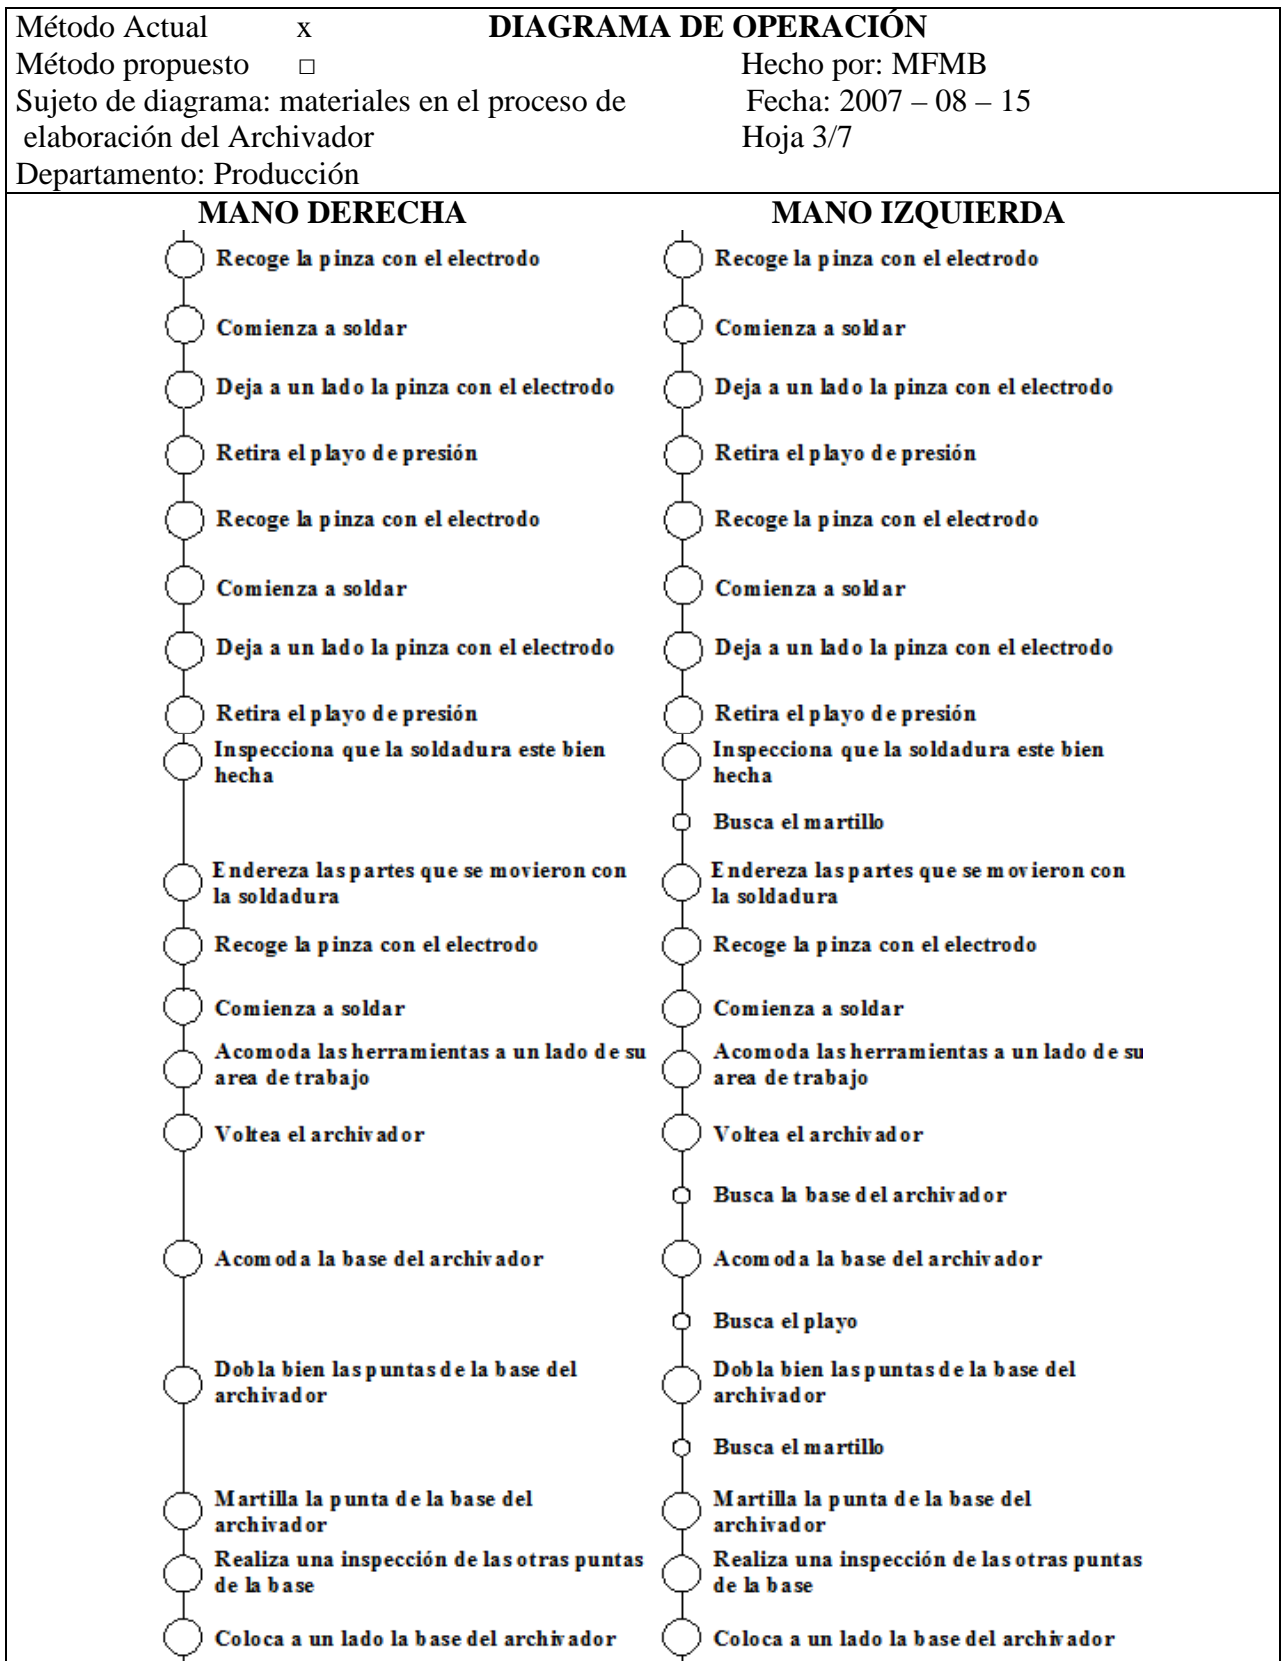 Método Actual x DIAGRAMA DE OPERACIÓN
Método propuesto □ Hecho por: MFMB
Sujeto de diagrama: materiales en el proceso de Fecha: 2007 – 08 – 15
elaboración del Archivador Hoja 3/7
Departamento: Producción
MANO DERECHA MANO IZQUIERDA
Recoge la pinza con el electrodo Recoge la pinza con el electrodo
Comienza a soldar Comienza a soldar
Deja a un lado la pinza con el electrodo Deja a un lado la pinza con el electrodo
Retira el playo de presión Retira el playo de presión
Recoge la pinza con el electrodo Recoge la pinza con el electrodo
Comienza a soldar Comienza a soldar
Deja a un lado la pinza con el electrodo Deja a un lado la pinza con el electrodo
Retira el playo de presión Retira el playo de presión
Inspecciona que la soldadura este bien Inspecciona que la soldadura este bien
hecha hecha
Busca el martillo
Endereza las partes que se movieron con Endereza las partes que se movieron con
la soldadura la soldadura
Recoge la pinza con el electrodo Recoge la pinza con el electrodo
Comienza a soldar Comienza a soldar
Acomoda las herramientas a un lado de su Acomoda las herramientas a un lado de su
area de trabajo area de trabajo
Voltea el archivador Voltea el archivador
Busca la base del archivador
Acomoda la base del archivador Acomoda la base del archivador
Busca el playo
Dobla bien las puntas de la base del Dobla bien las puntas de la base del
archivador archivador
Busca el martillo
Martilla la punta de la base del Martilla la punta de la base del
archivador archivador
Realiza una inspección de las otras puntas Realiza una inspección de las otras puntas
de la base de la base
Coloca a un lado la base del archivador Coloca a un lado la base del archivador